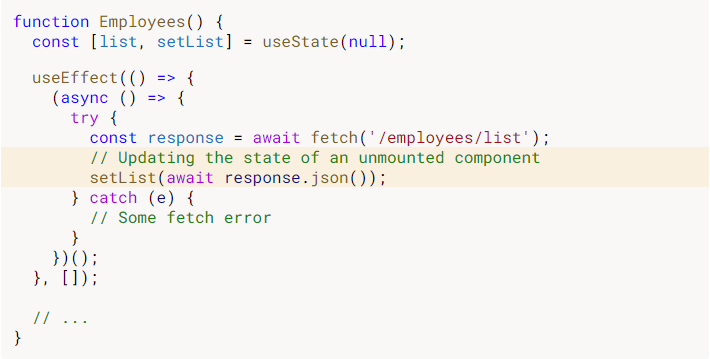 function Employees() {
  const [list, setList] = useState(null);

  useEffect(() => {
    (async () => {
      try {
        const response = await fetch('/employees/list');
        // Updating the state of an unmounted component
        setList(await response.json());
      } catch (e) {
        // Some fetch error
      }
    })();
  }, []);

  // ...
}